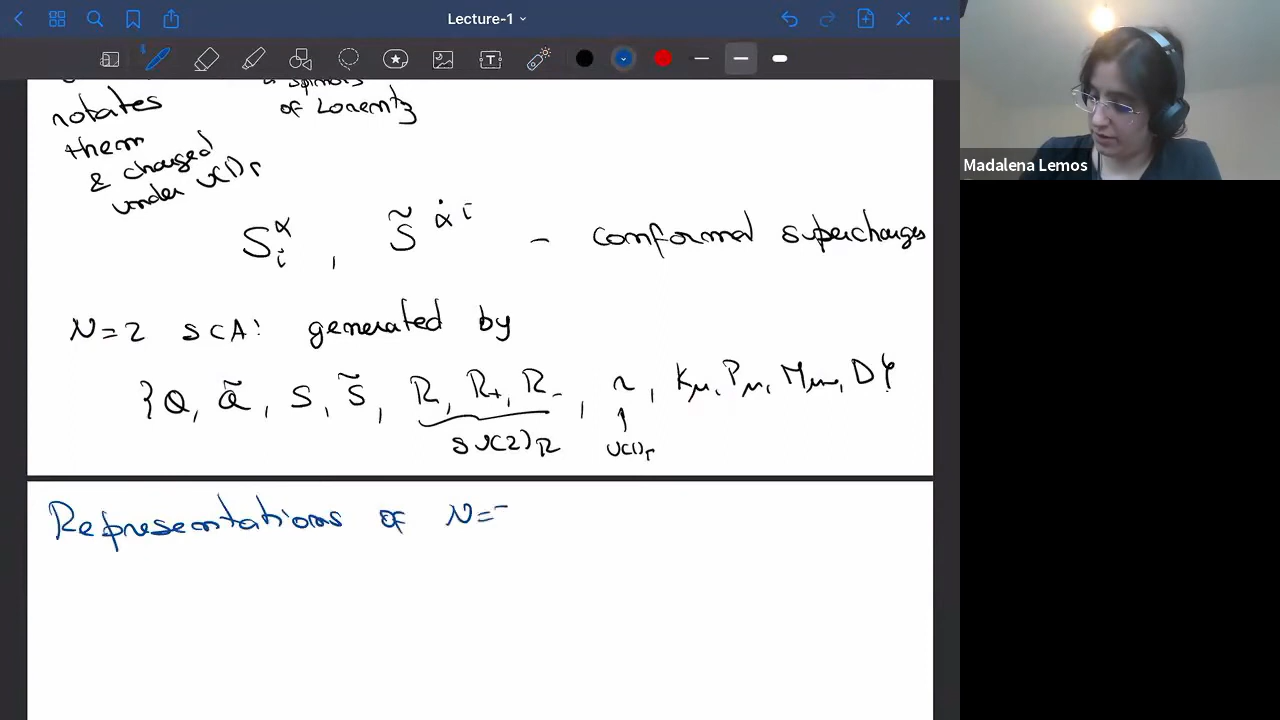 Lecture-1
Madalena Lemos
spinors
rotates
of Lorentz
them
& charged
under U(1)r
S^α_i , S̃^{α̇ i} – conformal supercharges
N=2 SCA: generated by
{Q, Q̃, S, S̃, R, R+, R-, r, Kμ, Pμ, Mμν, D}
SU(2)R
U(1)r
Representations of N=